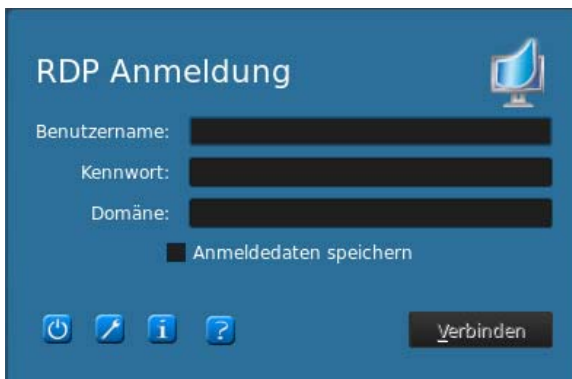 RDP Anmeldung
Benutzername:
Kennwort:
Domäne:
Anmeldedaten speichern
Verbinden